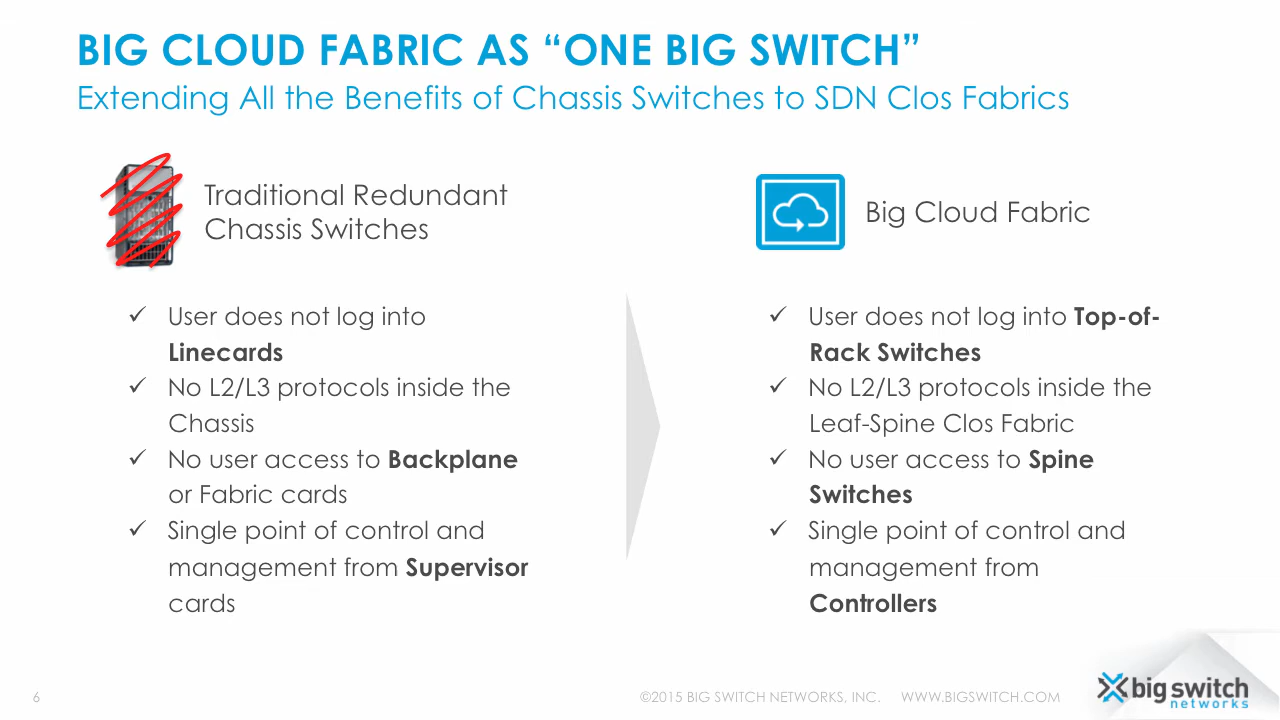 BIG CLOUD FABRIC AS “ONE BIG SWITCH”
Extending All the Benefits of Chassis Switches to SDN Clos Fabrics
Traditional Redundant
Chassis Switches
✓ User does not log into
Linecards
✓ No L2/L3 protocols inside the
Chassis
✓ No user access to Backplane
or Fabric cards
✓ Single point of control and
management from Supervisor
cards
Big Cloud Fabric
✓ User does not log into Top-of-
Rack Switches
✓ No L2/L3 protocols inside the
Leaf-Spine Clos Fabric
✓ No user access to Spine
Switches
✓ Single point of control and
management from
Controllers
6
©2015 BIG SWITCH NETWORKS, INC. WWW.BIGSWITCH.COM
big switch
networks